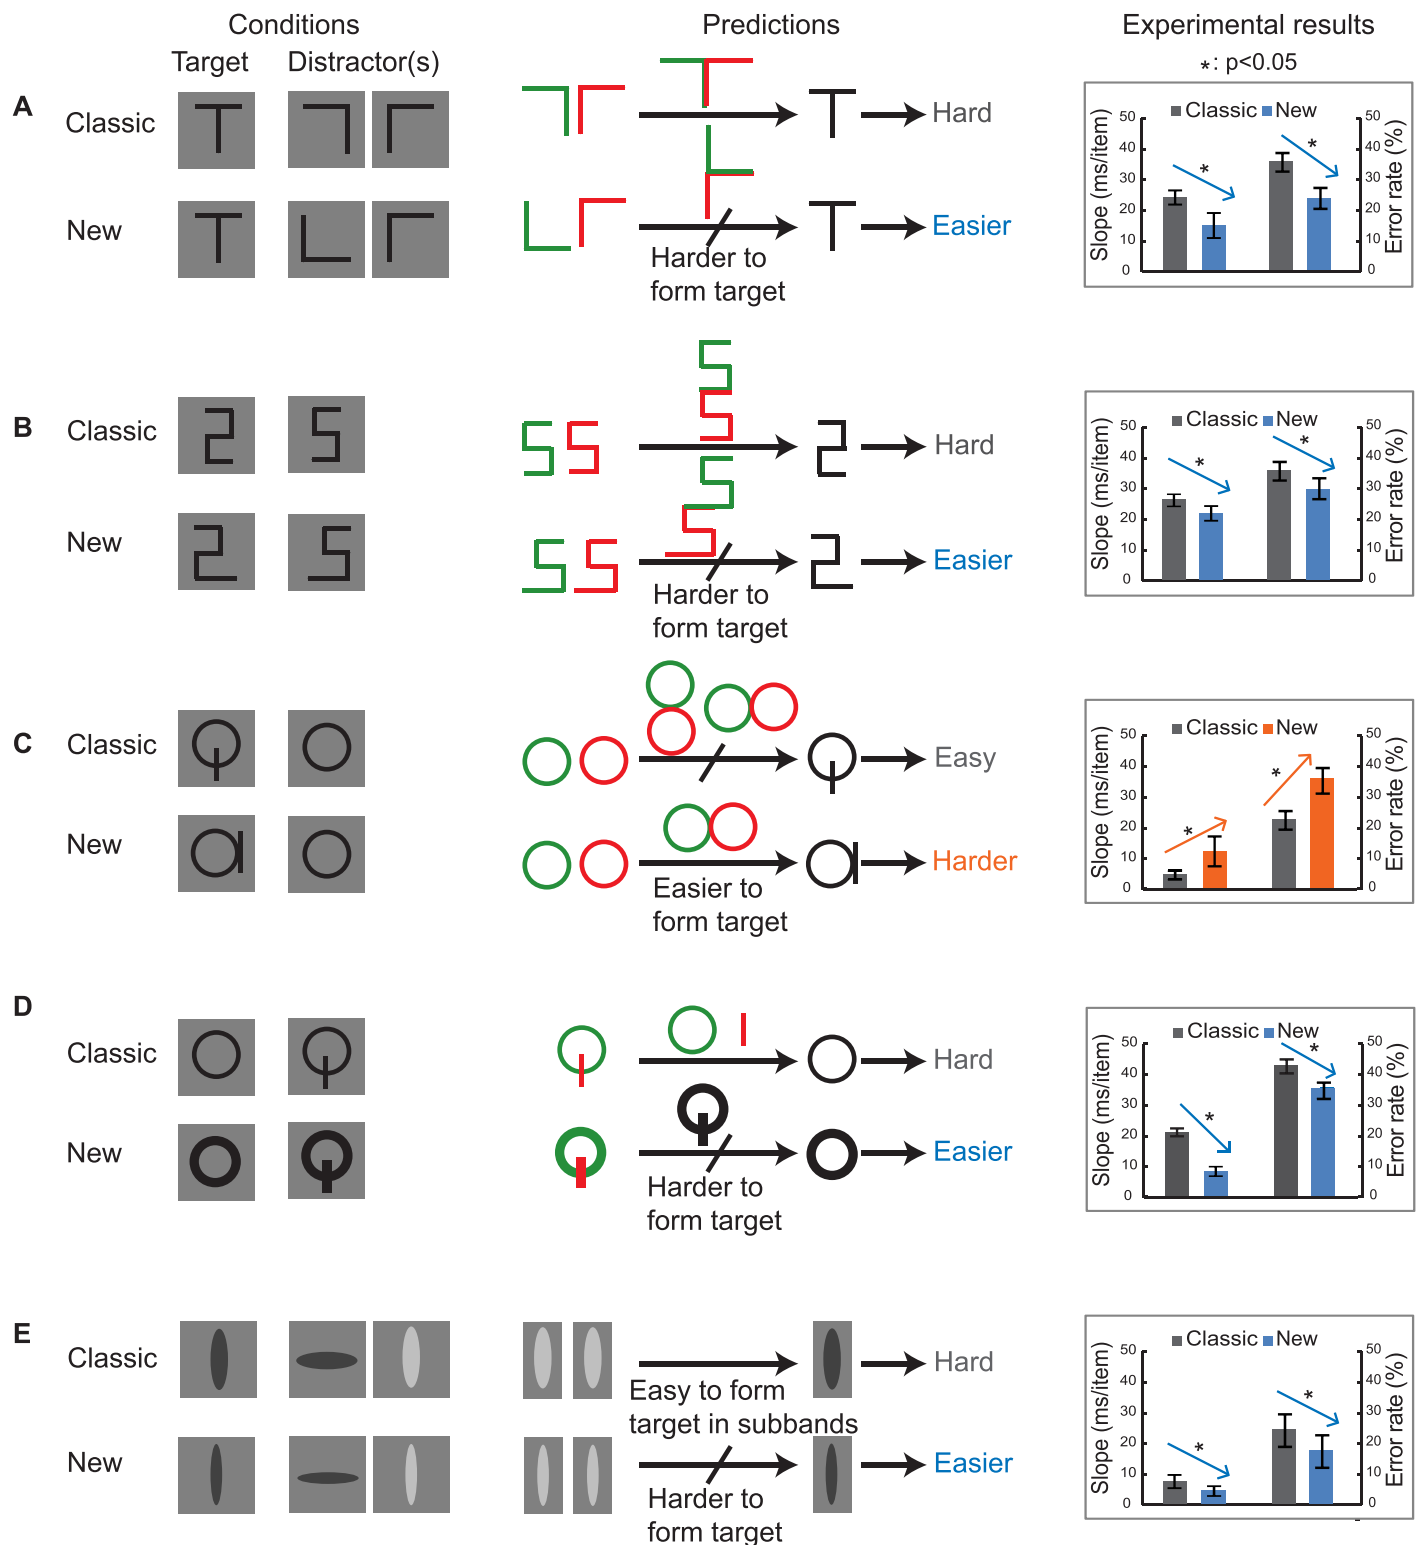 Conditions
Predictions
Experimental results
Target
Distractor(s)
*: p<0.05
A
Classic
New
Hard
Easier
Harder to
form target
Classic New
Slope (ms/item)
50
40
30
20
10
0
50
40
30
20
10
0
Error rate (%)
* *
B
Classic
New
Hard
Easier
Harder to
form target
Classic New
Slope (ms/item)
50
40
30
20
10
0
50
40
30
20
10
0
Error rate (%)
* *
C
Classic
New
Easy
Harder
Easier to
form target
Classic New
Slope (ms/item)
50
40
30
20
10
0
50
40
30
20
10
0
Error rate (%)
* *
D
Classic
New
Hard
Easier
Harder to
form target
Classic New
Slope (ms/item)
50
40
30
20
10
0
50
40
30
20
10
0
Error rate (%)
* *
E
Classic
New
Hard
Easy to form
target in subbands
Easier
Harder to
form target
Classic New
Slope (ms/item)
50
40
30
20
10
0
50
40
30
20
10
0
Error rate (%)
* *